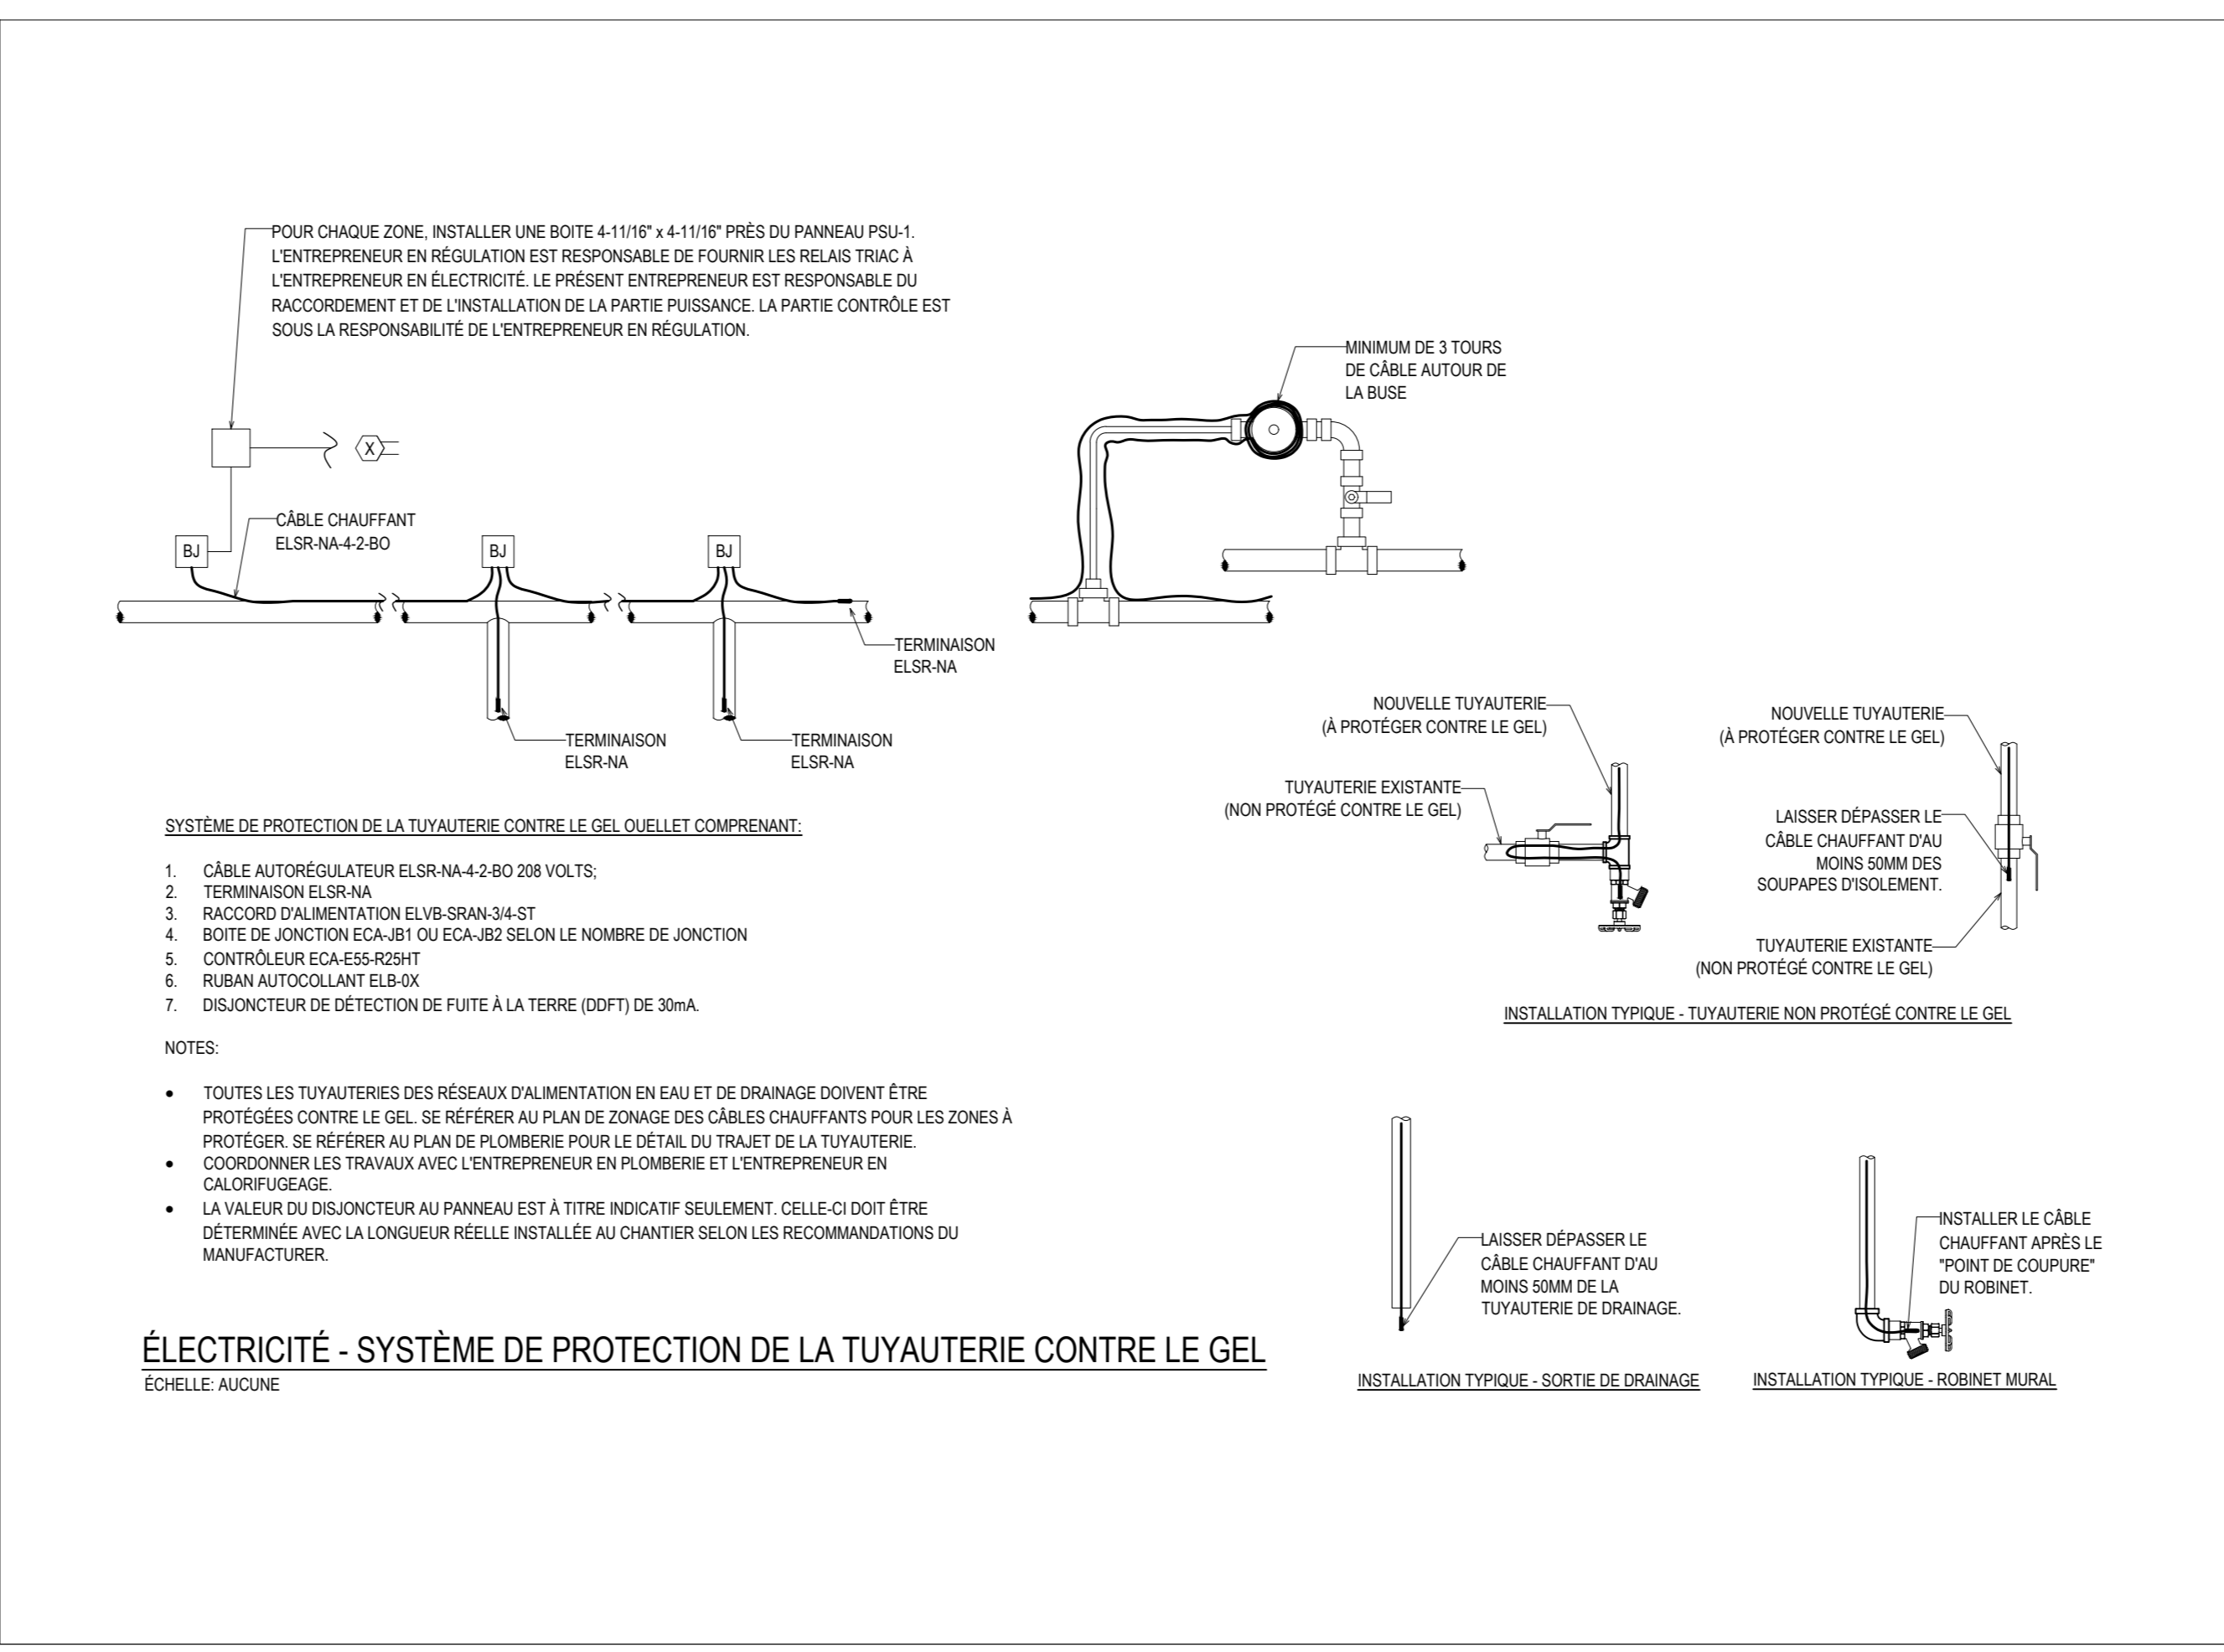 POUR CHAQUE ZONE, INSTALLER UNE BOITE 4-11/16" x 4-11/16" PRÈS DU PANNEAU PSU-1.
L'ENTREPRENEUR EN RÉGULATION EST RESPONSABLE DE FOURNIR LES RELAIS TRIAC À
L'ENTREPRENEUR EN ÉLECTRICITÉ. LE PRÉSENT ENTREPRENEUR EST RESPONSABLE DU
RACCORDEMENT ET DE L'INSTALLATION DE LA PARTIE PUISSANCE. LA PARTIE CONTRÔLE EST
SOUS LA RESPONSABILITÉ DE L'ENTREPRENEUR EN RÉGULATION.
X
CÂBLE CHAUFFANT
ELSR-NA-4-2-BO
BJ
BJ
BJ
TERMINAISON
ELSR-NA
TERMINAISON
ELSR-NA
TERMINAISON
ELSR-NA
MINIMUM DE 3 TOURS
DE CÂBLE AUTOUR DE
LA BUSE
NOUVELLE TUYAUTERIE
(À PROTÉGER CONTRE LE GEL)
TUYAUTERIE EXISTANTE
(NON PROTÉGÉ CONTRE LE GEL)
NOUVELLE TUYAUTERIE
(À PROTÉGER CONTRE LE GEL)
LAISSER DÉPASSER LE
CÂBLE CHAUFFANT D'AU
MOINS 50MM DES
SOUPAPES D'ISOLEMENT.
TUYAUTERIE EXISTANTE
(NON PROTÉGÉ CONTRE LE GEL)
INSTALLATION TYPIQUE - TUYAUTERIE NON PROTÉGÉ CONTRE LE GEL
SYSTÈME DE PROTECTION DE LA TUYAUTERIE CONTRE LE GEL OUELLET COMPRENANT:
1. CÂBLE AUTORÉGULATEUR ELSR-NA-4-2-BO 208 VOLTS;
2. TERMINAISON ELSR-NA
3. RACCORD D'ALIMENTATION ELVB-SRAN-3/4-ST
4. BOITE DE JONCTION ECA-JB1 OU ECA-JB2 SELON LE NOMBRE DE JONCTION
5. CONTRÔLEUR ECA-E55-R25HT
6. RUBAN AUTOCOLLANT ELB-0X
7. DISJONCTEUR DE DÉTECTION DE FUITE À LA TERRE (DDFT) DE 30mA.
NOTES:
• TOUTES LES TUYAUTERIES DES RÉSEAUX D'ALIMENTATION EN EAU ET DE DRAINAGE DOIVENT ÊTRE
PROTÉGÉES CONTRE LE GEL. SE RÉFÉRER AU PLAN DE ZONAGE DES CÂBLES CHAUFFANTS POUR LES ZONES À
PROTÉGER. SE RÉFÉRER AU PLAN DE PLOMBERIE POUR LE DÉTAIL DU TRAJET DE LA TUYAUTERIE.
• COORDONNER LES TRAVAUX AVEC L'ENTREPRENEUR EN PLOMBERIE ET L'ENTREPRENEUR EN
CALORIFUGEAGE.
• LA VALEUR DU DISJONCTEUR AU PANNEAU EST À TITRE INDICATIF SEULEMENT. CELLE-CI DOIT ÊTRE
DÉTERMINÉE AVEC LA LONGUEUR RÉELLE INSTALLÉE AU CHANTIER SELON LES RECOMMANDATIONS DU
MANUFACTURER.
LAISSER DÉPASSER LE
CÂBLE CHAUFFANT D'AU
MOINS 50MM DE LA
TUYAUTERIE DE DRAINAGE.
INSTALLATION TYPIQUE - SORTIE DE DRAINAGE
INSTALLER LE CÂBLE
CHAUFFANT APRÈS LE
"POINT DE COUPURE"
DU ROBINET.
INSTALLATION TYPIQUE - ROBINET MURAL
ÉLECTRICITÉ - SYSTÈME DE PROTECTION DE LA TUYAUTERIE CONTRE LE GEL
ÉCHELLE: AUCUNE